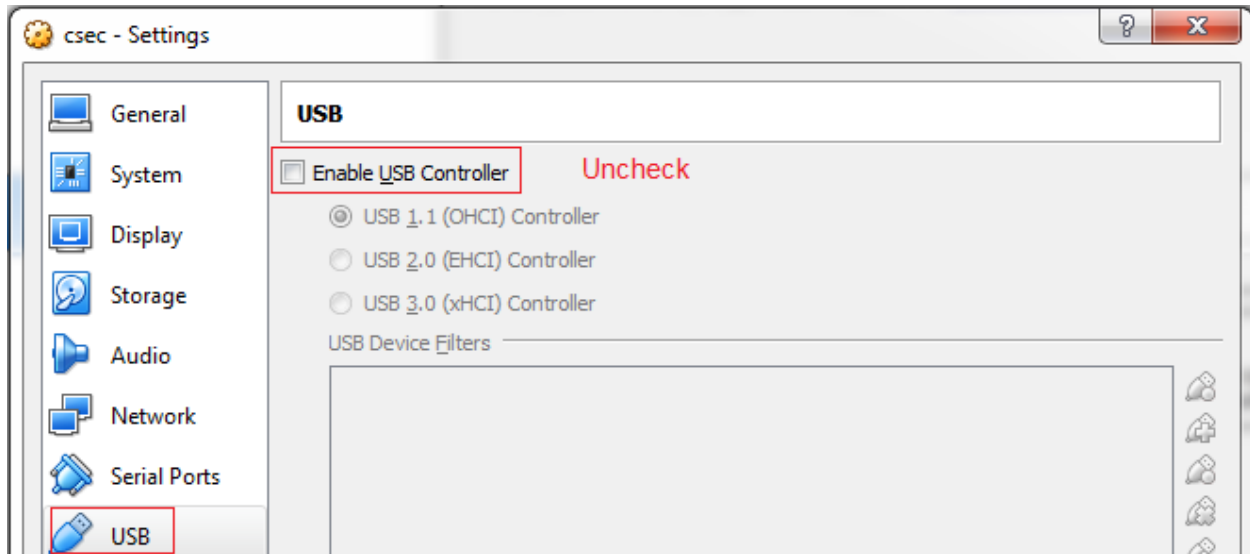 csec - Settings
General
System
Display
Storage
Audio
Network
Serial Ports
USB
USB
Enable USB Controller
Uncheck
USB 1.1 (OHCI) Controller
USB 2.0 (EHCI) Controller
USB 3.0 (xHCI) Controller
USB Device Filters